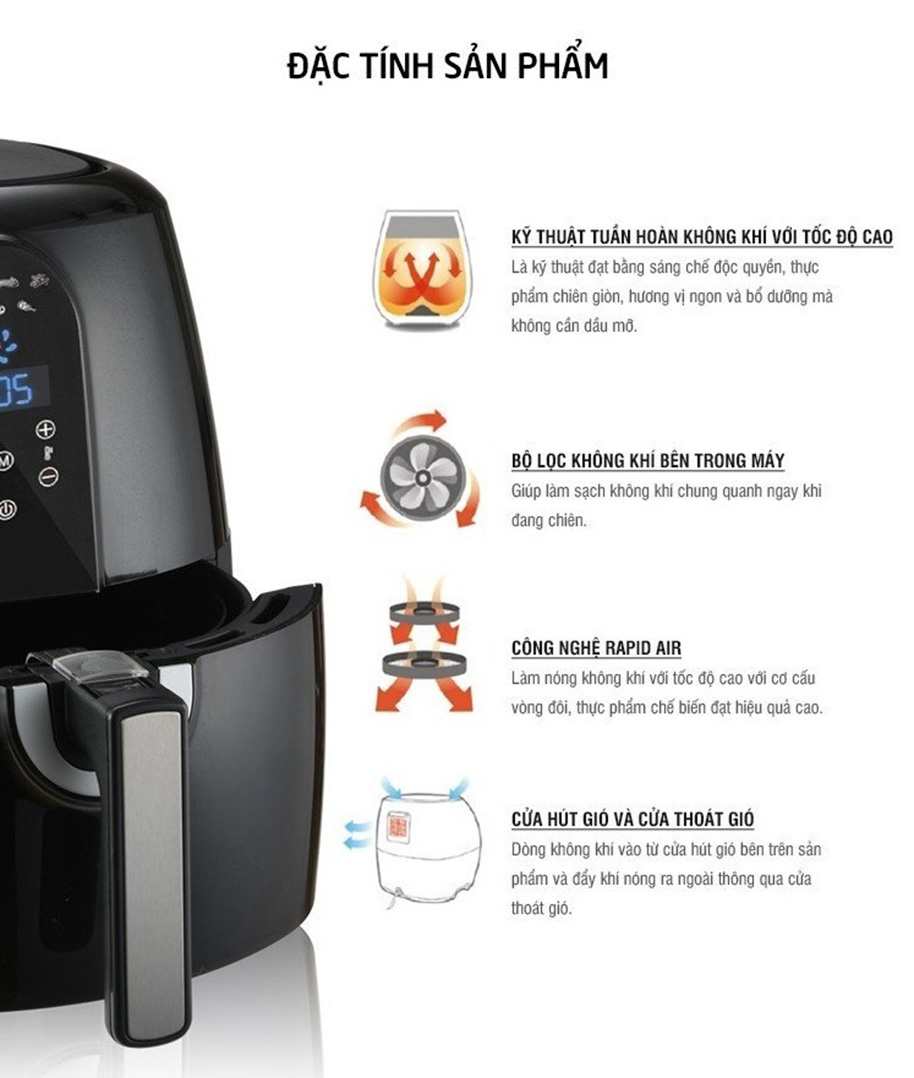 ĐẶC TÍNH SẢN PHẨM
KỸ THUẬT TUẦN HOÀN KHÔNG KHÍ VỚI TỐC ĐỘ CAO
Là kỹ thuật đạt bằng sáng chế độc quyền, thực
phẩm chiên giòn, hương vị ngon và bổ dưỡng mà
không cần dầu mỡ.
05
M
BỘ LỌC KHÔNG KHÍ BÊN TRONG MÁY
Giúp làm sạch không khí chung quanh ngay khi
đang chiên.
CÔNG NGHỆ RAPID AIR
Làm nóng không khí với tốc độ cao với cơ cấu
vòng đôi, thực phẩm chế biến đạt hiệu quả cao.
CỬA HÚT GIÓ VÀ CỬA THOÁT GIÓ
Dòng không khí vào từ cửa hút gió bên trên sản
phẩm và đẩy khí nóng ra ngoài thông qua cửa
thoát gió.